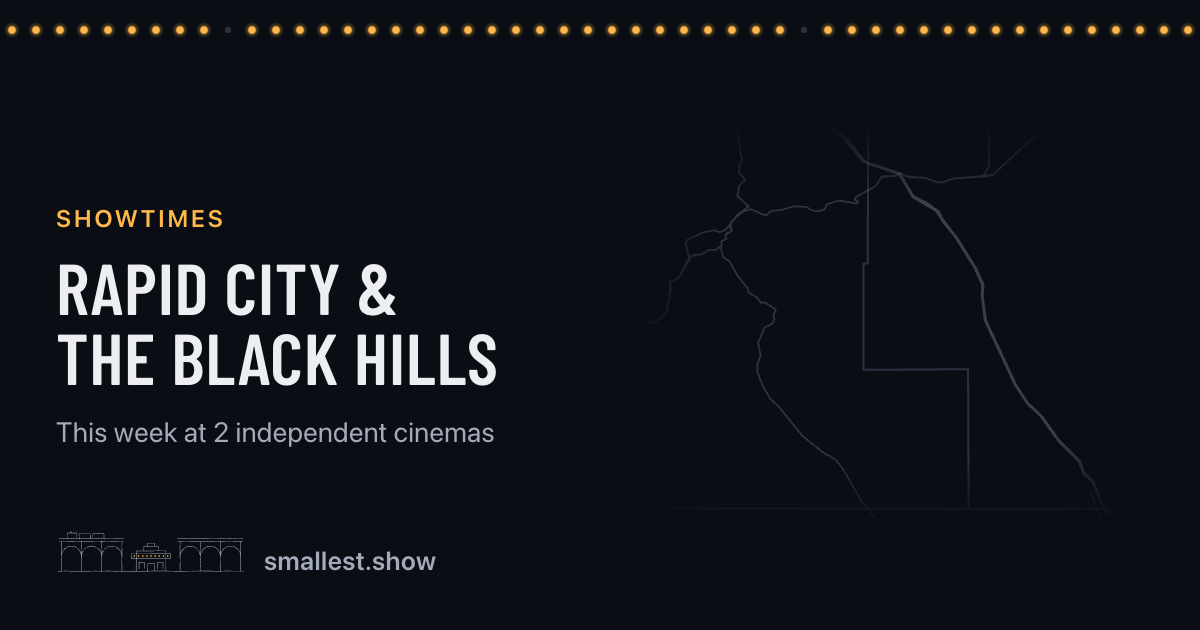 SHOWTIMES
RAPID CITY &
THE BLACK HILLS
This week at 2 independent cinemas
smallest.show